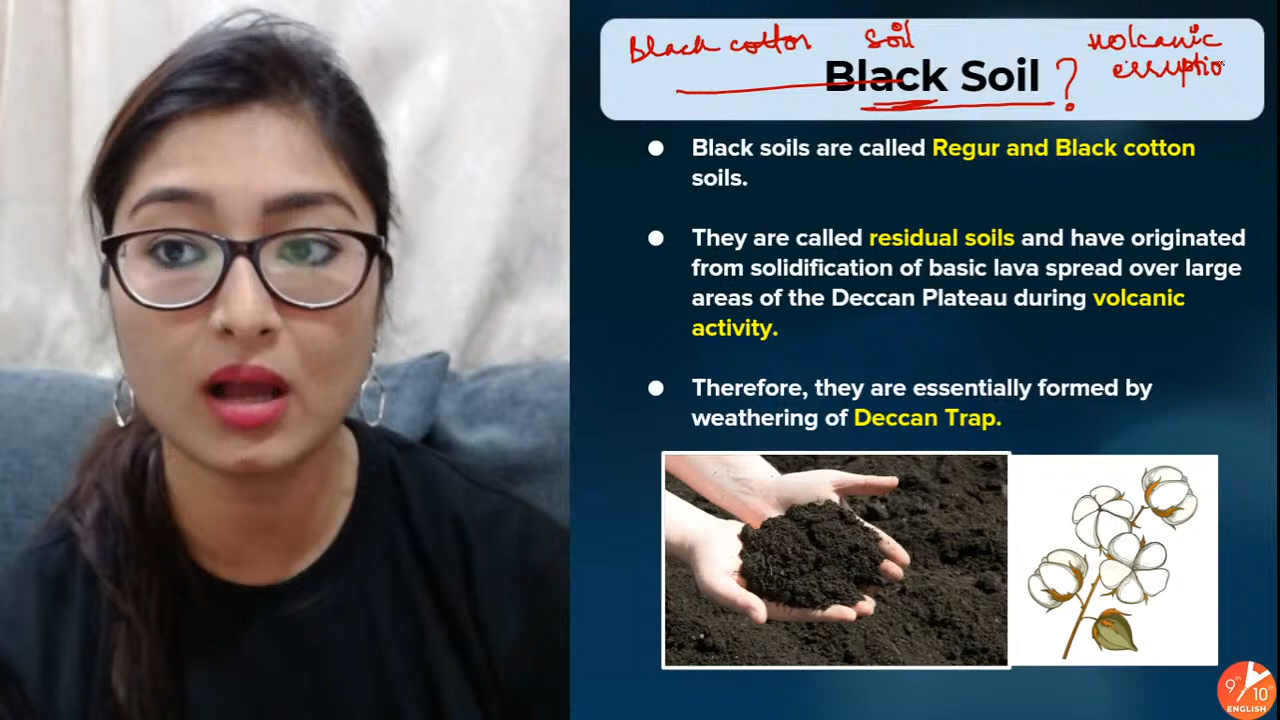 Black cotton soil volcanic
erruptio
Black Soil ?
Black soils are called Regur and Black cotton
soils.
They are called residual soils and have originated
from solidification of basic lava spread over large
areas of the Deccan Plateau during volcanic
activity.
Therefore, they are essentially formed by
weathering of Deccan Trap.
9th 10th
ENGLISH